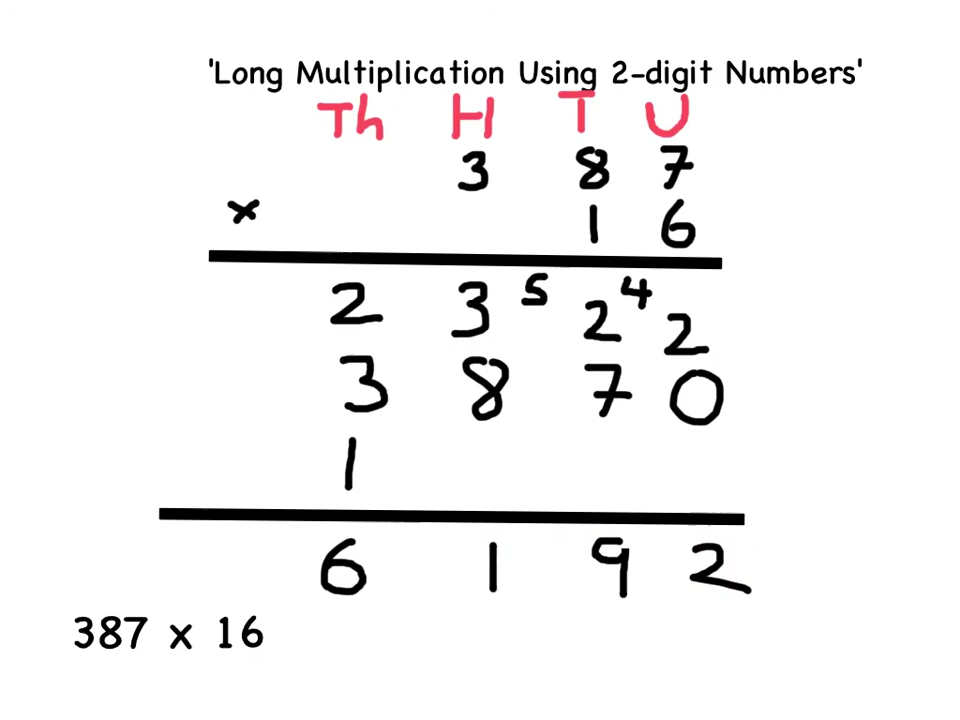 'Long Multiplication Using 2-digit Numbers'
Th H T U
3 8 7
x 1 6
2 3 5 2 4 2
3 8 7 0
1
6 1 9 2
387 x 16